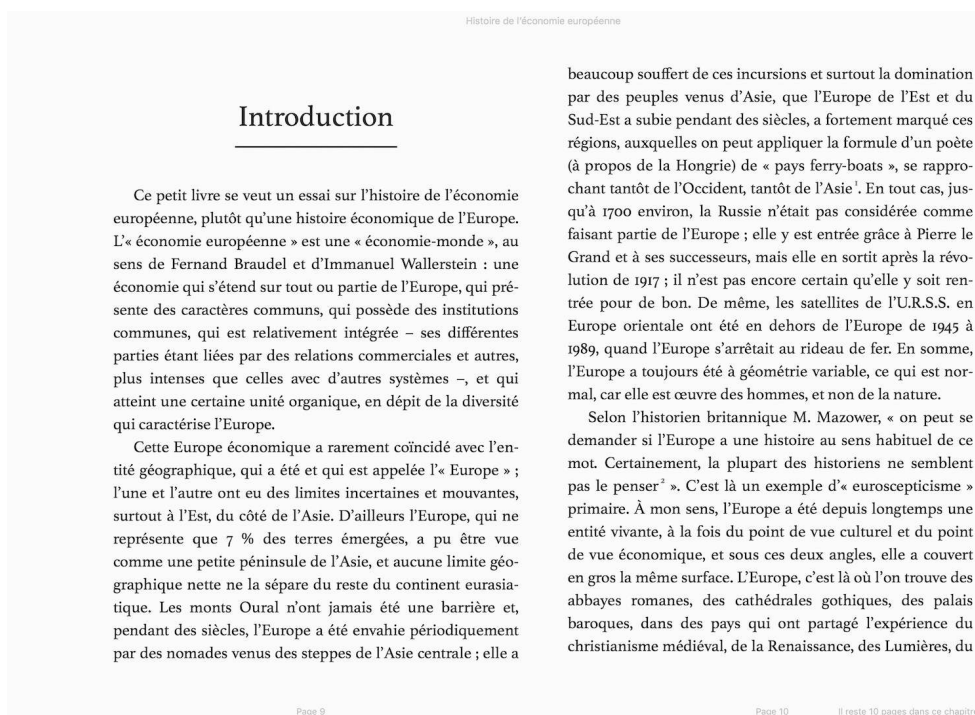 Histoire de l'économie européenne
Introduction
Ce petit livre se veut un essai sur l'histoire de l'économie
européenne, plutôt qu'une histoire économique de l'Europe.
L'« économie européenne » est une « économie-monde », au
sens de Fernand Braudel et d'Immanuel Wallerstein : une
économie qui s'étend sur tout ou partie de l'Europe, qui pré-
sente des caractères communs, qui possède des institutions
communes, qui est relativement intégrée – ses différentes
parties étant liées par des relations commerciales et autres,
plus intenses que celles avec d'autres systèmes –, et qui
atteint une certaine unité organique, en dépit de la diversité
qui caractérise l'Europe.
Cette Europe économique a rarement coïncidé avec l'en-
tité géographique, qui a été et qui est appelée l'« Europe » ;
l'une et l'autre ont eu des limites incertaines et mouvantes,
surtout à l'Est, du côté de l'Asie. D'ailleurs l'Europe, qui ne
représente que 7 % des terres émergées, a pu être vue
comme une petite péninsule de l'Asie, et aucune limite géo-
graphique nette ne la sépare du reste du continent eurasia-
tique. Les monts Oural n'ont jamais été une barrière et,
pendant des siècles, l'Europe a été envahie périodiquement
par des nomades venus des steppes de l'Asie centrale ; elle a
Page 9
beaucoup souffert de ces incursions et surtout la domination
par des peuples venus d'Asie, que l'Europe de l'Est et du
Sud-Est a subie pendant des siècles, a fortement marqué ces
régions, auxquelles on peut appliquer la formule d'un poète
(à propos de la Hongrie) de « pays ferry-boats », se rappro-
chant tantôt de l'Occident, tantôt de l'Asie¹. En tout cas, jus-
qu'à 1700 environ, la Russie n'était pas considérée comme
faisant partie de l'Europe ; elle y est entrée grâce à Pierre le
Grand et à ses successeurs, mais elle en sortit après la révo-
lution de 1917 ; il n'est pas encore certain qu'elle y soit ren-
trée pour de bon. De même, les satellites de l'U.R.S.S. en
Europe orientale ont été en dehors de l'Europe de 1945 à
1989, quand l'Europe s'arrêtait au rideau de fer. En somme,
l'Europe a toujours été à géométrie variable, ce qui est nor-
mal, car elle est œuvre des hommes, et non de la nature.
Selon l'historien britannique M. Mazower, « on peut se
demander si l'Europe a une histoire au sens habituel de ce
mot. Certainement, la plupart des historiens ne semblent
pas le penser² ». C'est là un exemple d'« euroscepticisme »
primaire. À mon sens, l'Europe a été depuis longtemps une
entité vivante, à la fois du point de vue culturel et du point
de vue économique, et sous ces deux angles, elle a couvert
en gros la même surface. L'Europe, c'est là où l'on trouve des
abbayes romanes, des cathédrales gothiques, des palais
baroques, dans des pays qui ont partagé l'expérience du
christianisme médiéval, de la Renaissance, des Lumières, du
Page 10
Il reste 10 pages dans ce chapitr